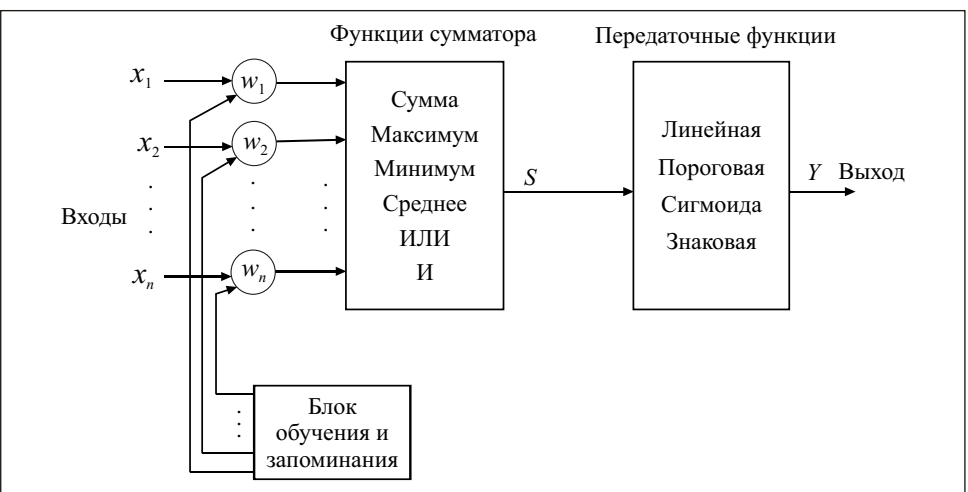 Функции сумматора
Передаточные функции
x1
w1
x2
w2
Входы
xn
wn
Сумма
Максимум
Минимум
Среднее
ИЛИ
И
S
Линейная
Пороговая
Сигмоида
Знаковая
Y Выход
Блок
обучения и
запоминания